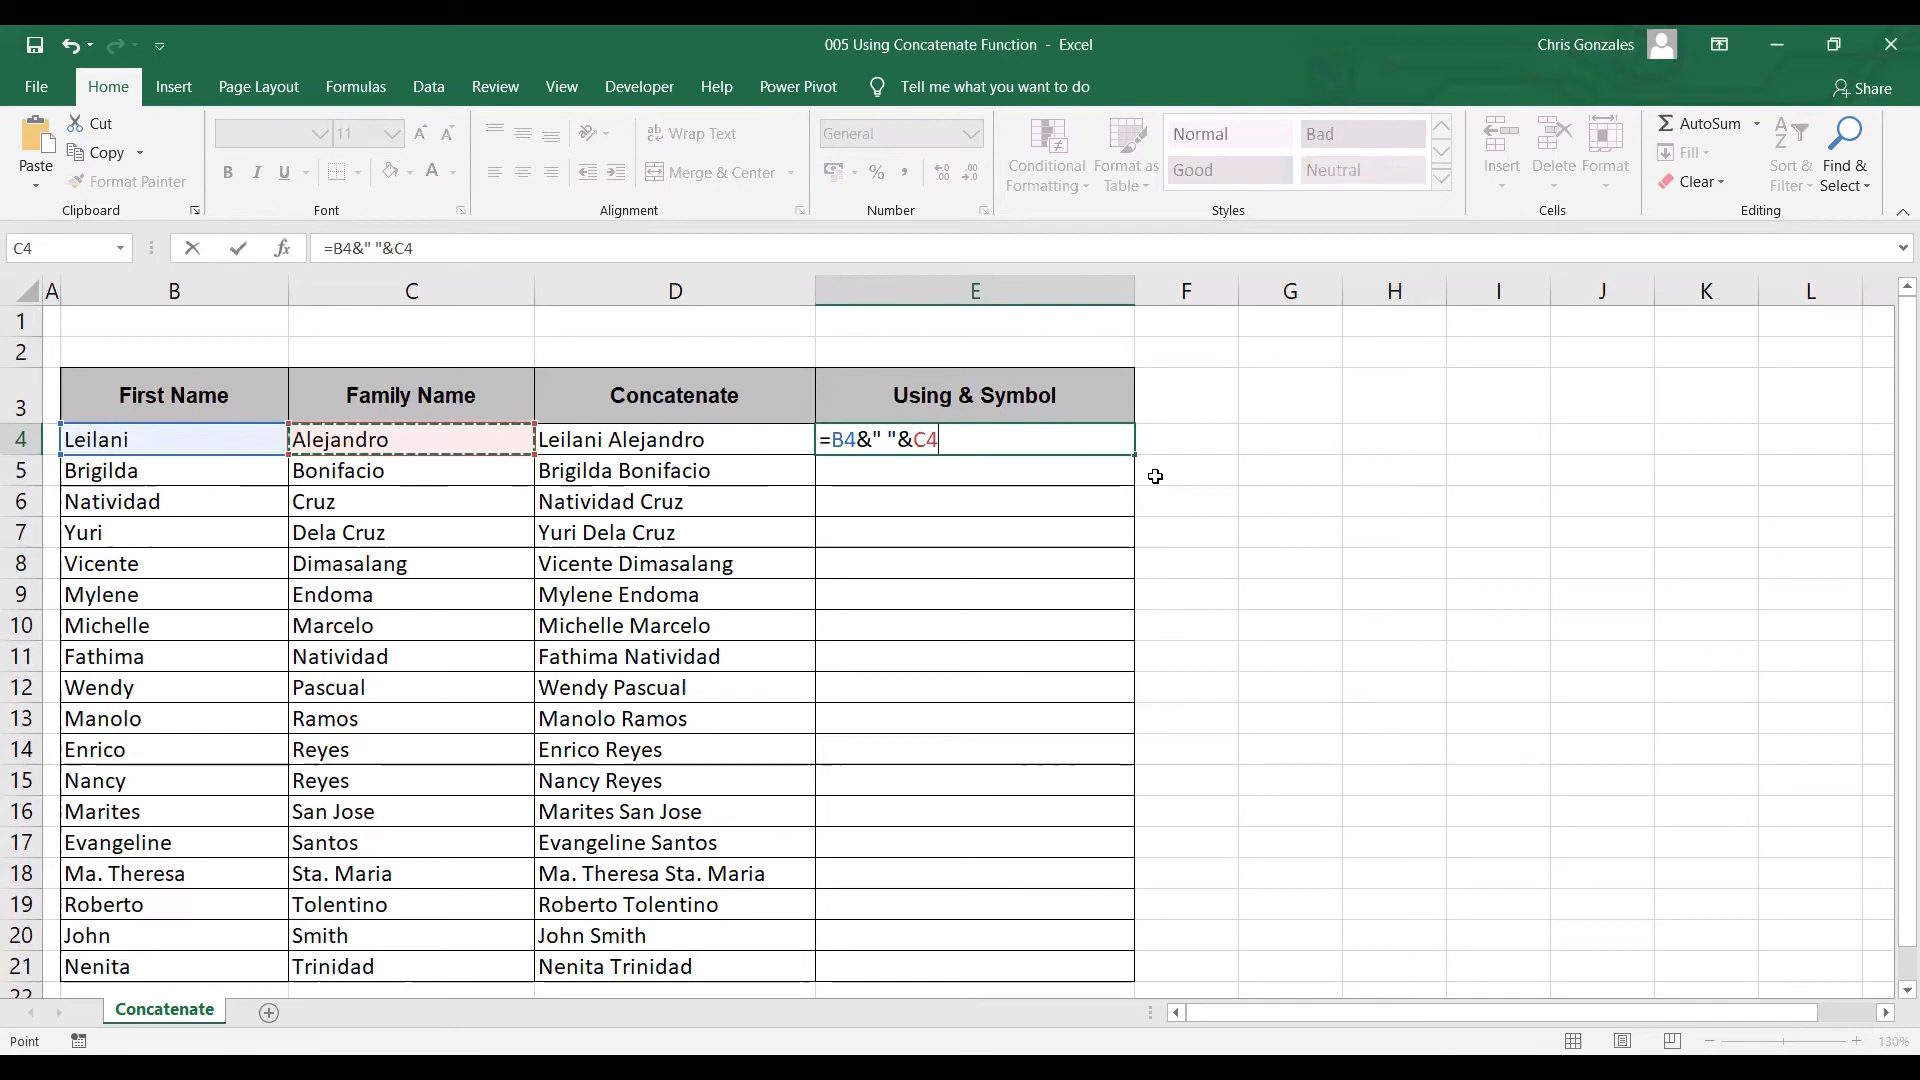 005 Using Concatenate Function - Excel
Chris Gonzales
File Home Insert Page Layout Formulas Data Review View Developer Help Power Pivot Tell me what you want to do Share
Paste
Cut
Copy
Format Painter
Clipboard
11
B I U A
Font
Wrap Text
Merge & Center
Alignment
General
% ,
Number
Conditional Formatting
Format as Table
Normal Bad
Good Neutral
Styles
Insert Delete Format
Cells
AutoSum
Fill
Clear
Sort & Filter
Find & Select
Editing
C4 fx =B4&" "&C4
A B C D E F G H I J K L
1
2
3 First Name Family Name Concatenate Using & Symbol
4 Leilani Alejandro Leilani Alejandro =B4&" "&C4
5 Brigilda Bonifacio Brigilda Bonifacio
6 Natividad Cruz Natividad Cruz
7 Yuri Dela Cruz Yuri Dela Cruz
8 Vicente Dimasalang Vicente Dimasalang
9 Mylene Endoma Mylene Endoma
10 Michelle Marcelo Michelle Marcelo
11 Fathima Natividad Fathima Natividad
12 Wendy Pascual Wendy Pascual
13 Manolo Ramos Manolo Ramos
14 Enrico Reyes Enrico Reyes
15 Nancy Reyes Nancy Reyes
16 Marites San Jose Marites San Jose
17 Evangeline Santos Evangeline Santos
18 Ma. Theresa Sta. Maria Ma. Theresa Sta. Maria
19 Roberto Tolentino Roberto Tolentino
20 John Smith John Smith
21 Nenita Trinidad Nenita Trinidad
22
Concatenate
Point
130%